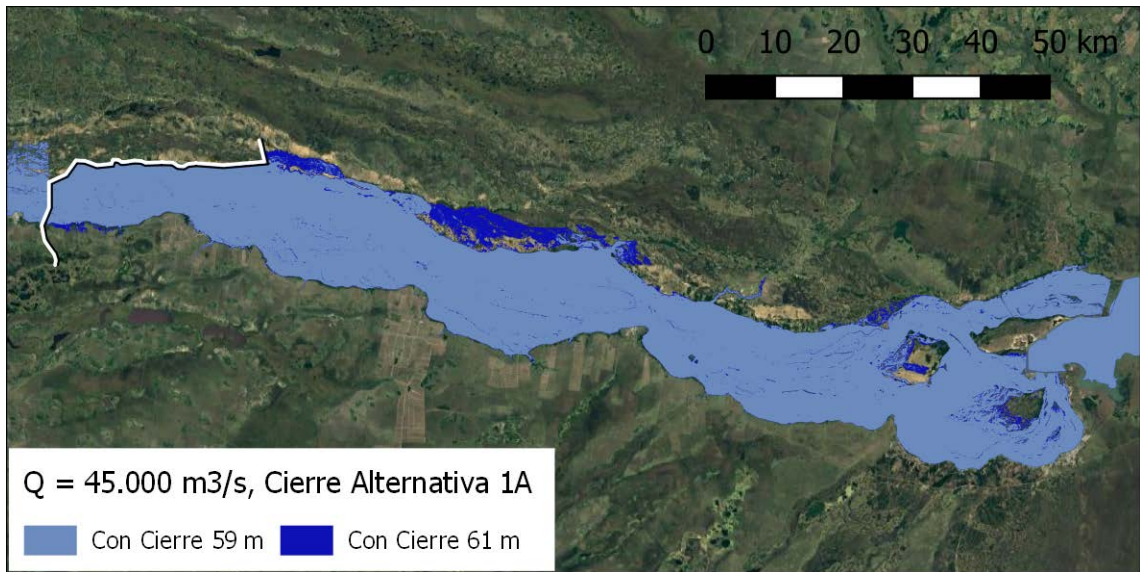 0 10 20 30 40 50 km
Q = 45.000 m3/s, Cierre Alternativa 1A
Con Cierre 59 m Con Cierre 61 m